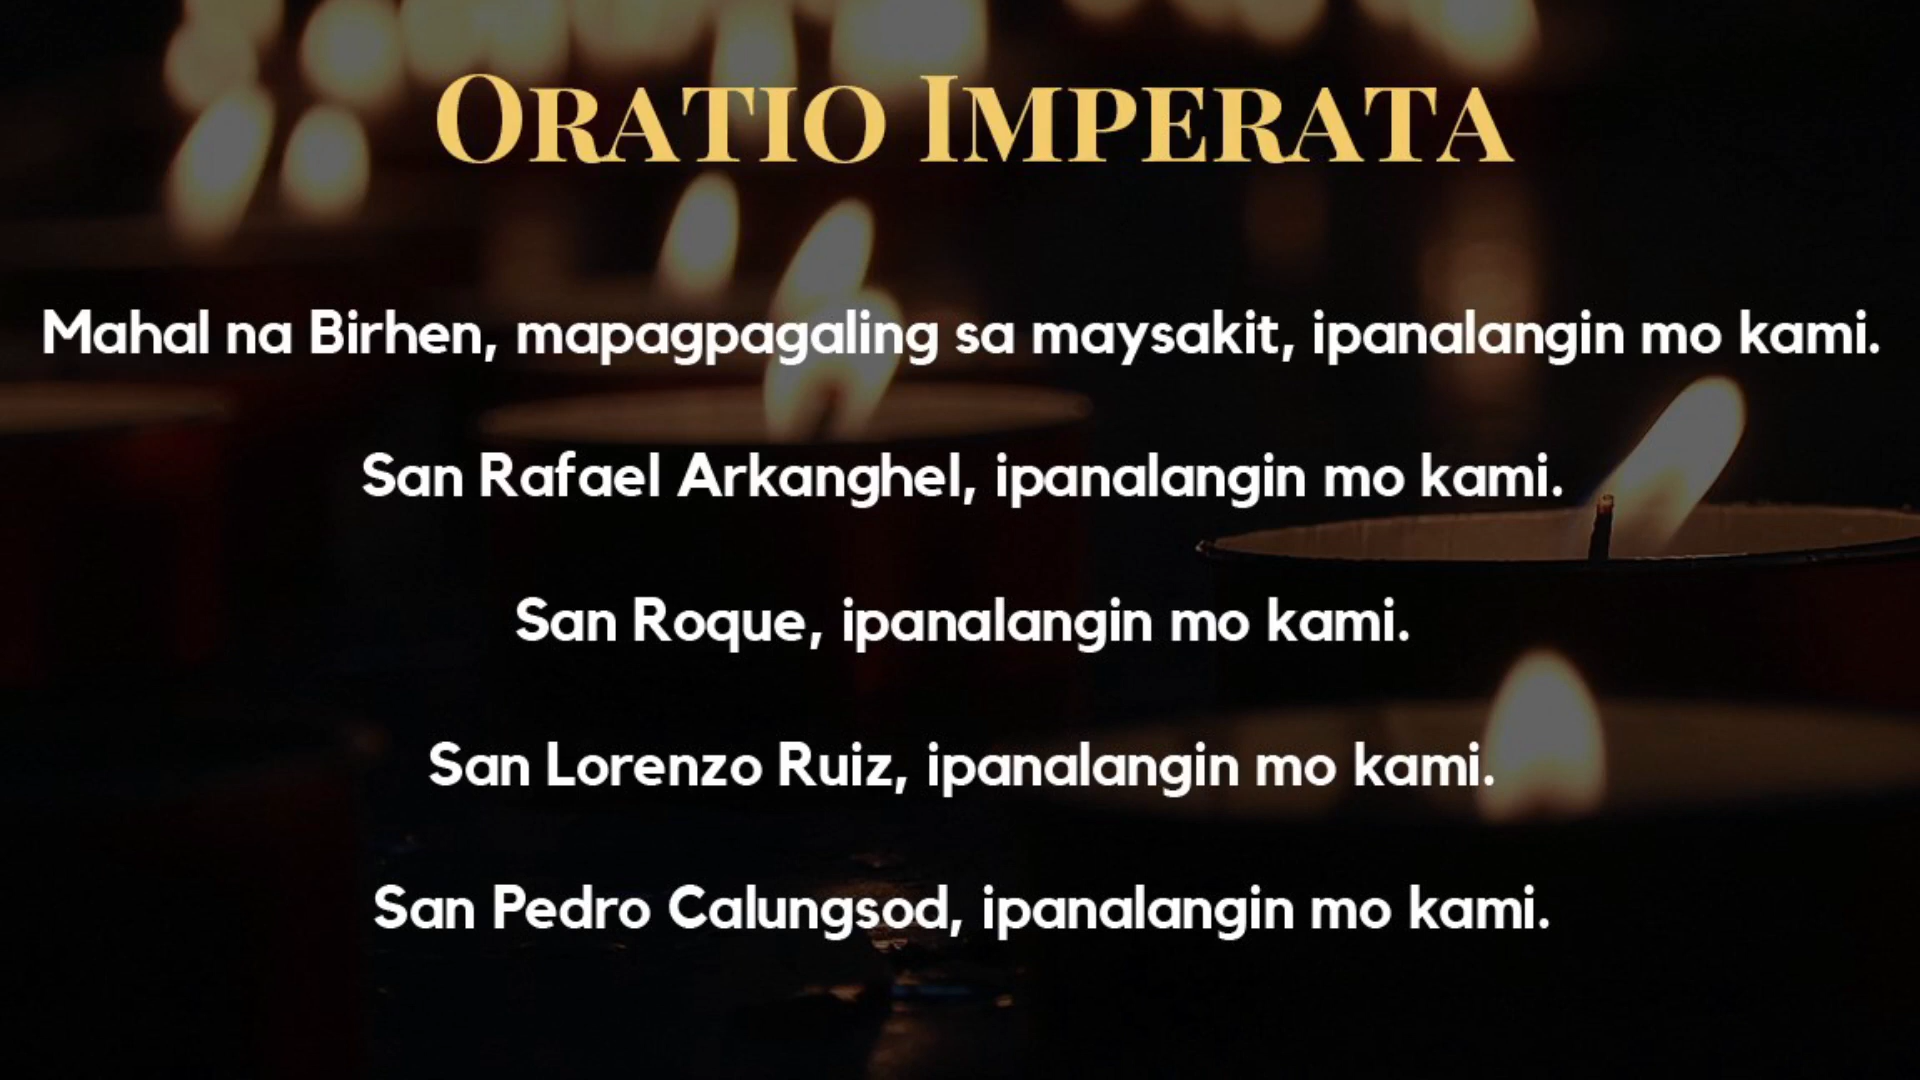 Oratio Imperata
Mahal na Birhen, mapagpagaling sa maysakit, ipanalangin mo kami.
San Rafael Arkanghel, ipanalangin mo kami.
San Roque, ipanalangin mo kami.
San Lorenzo Ruiz, ipanalangin mo kami.
San Pedro Calungsod, ipanalangin mo kami.